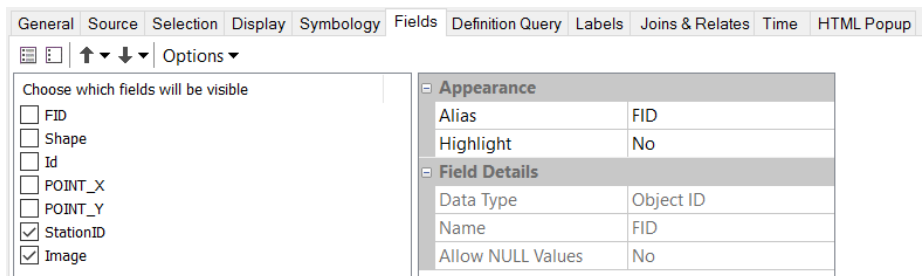 General Source Selection Display Symbology Fields Definition Query Labels Joins & Relates Time HTML Popup
Options
Choose which fields will be visible
FID
Shape
Id
POINT_X
POINT_Y
StationID
Image
Appearance
Alias FID
Highlight No
Field Details
Data Type Object ID
Name FID
Allow NULL Values No